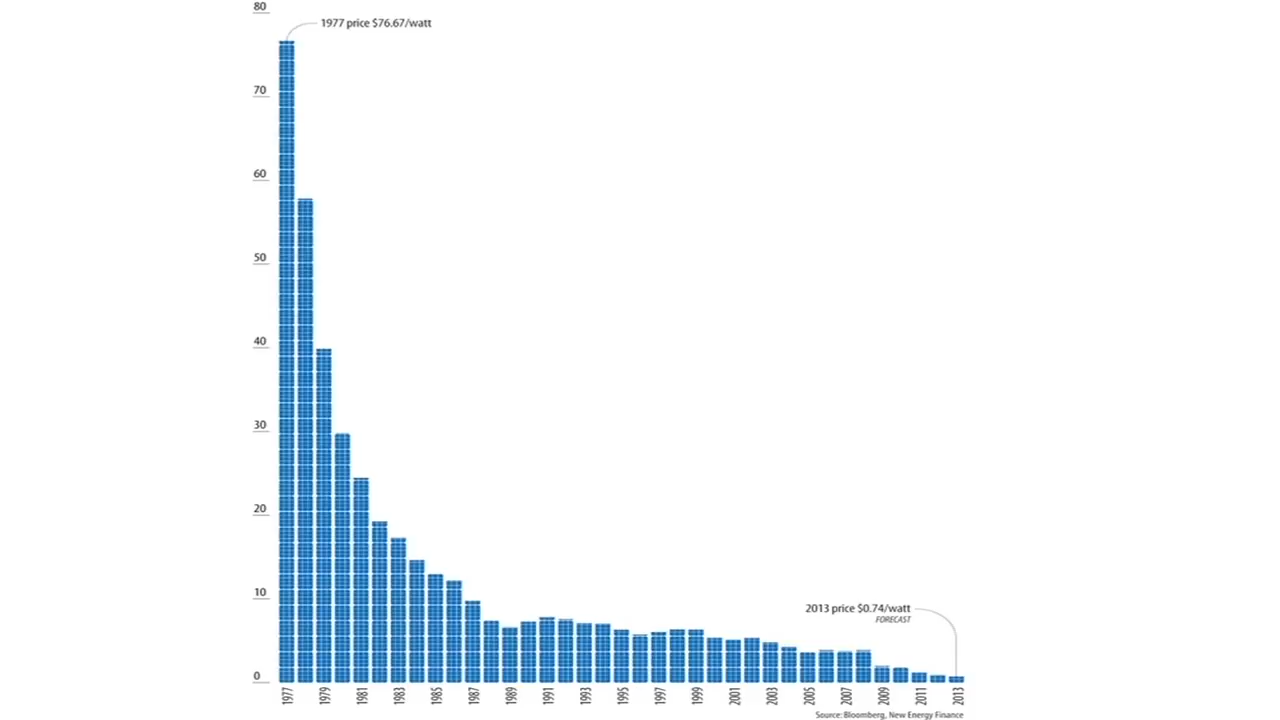 80
1977 price $76.67/watt
70
60
50
40
30
20
10
2013 price $0.74/watt
FORECAST
0
1977 1979 1981 1983 1985 1987 1989 1991 1993 1995 1997 1999 2001 2003 2005 2007 2009 2011 2013
Source: Bloomberg, New Energy Finance